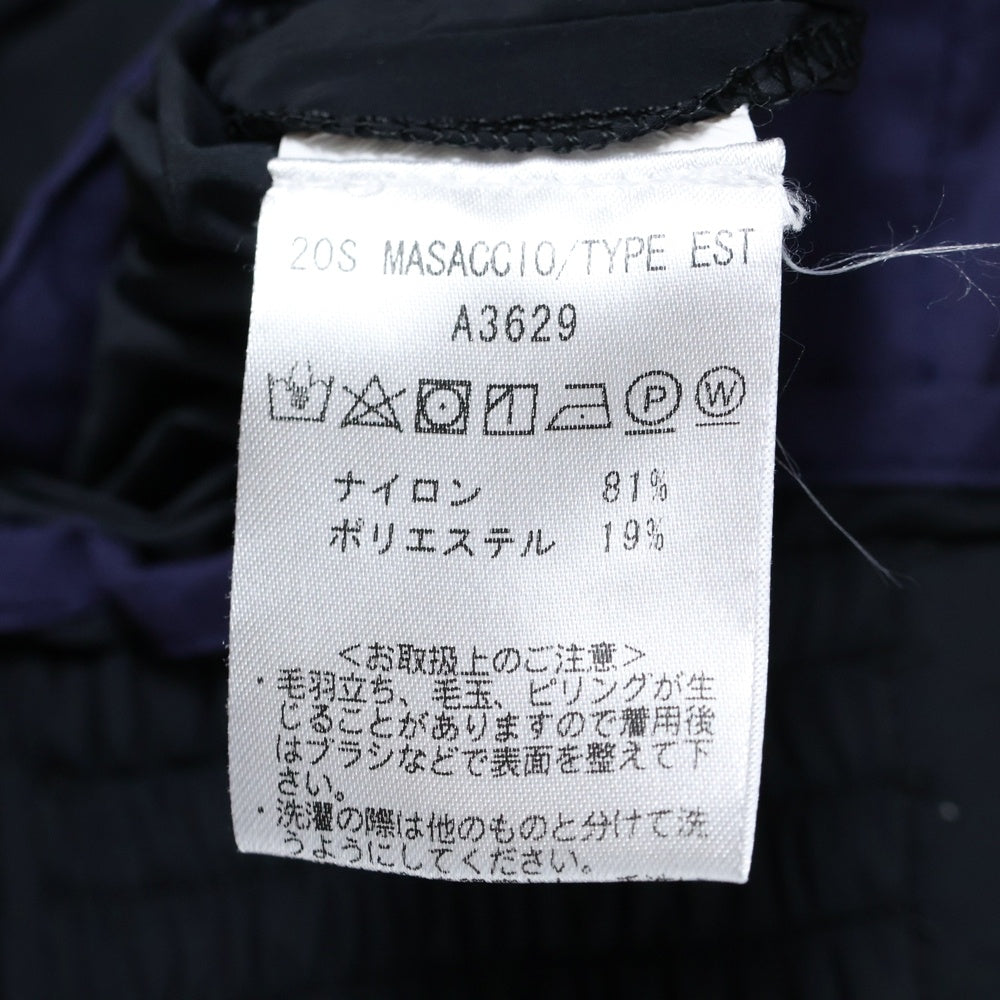 20S MASACCIO/TYPE EST
A3629
P W
ナイロン 81%
ポリエステル 19%
<お取扱上のご注意>
・毛羽立ち、毛玉、ピリングが生
じることがありますので着用後
はブラシなどで表面を整えて下
さい。
・洗濯の際は他のものと分けて洗
うようにしてください。